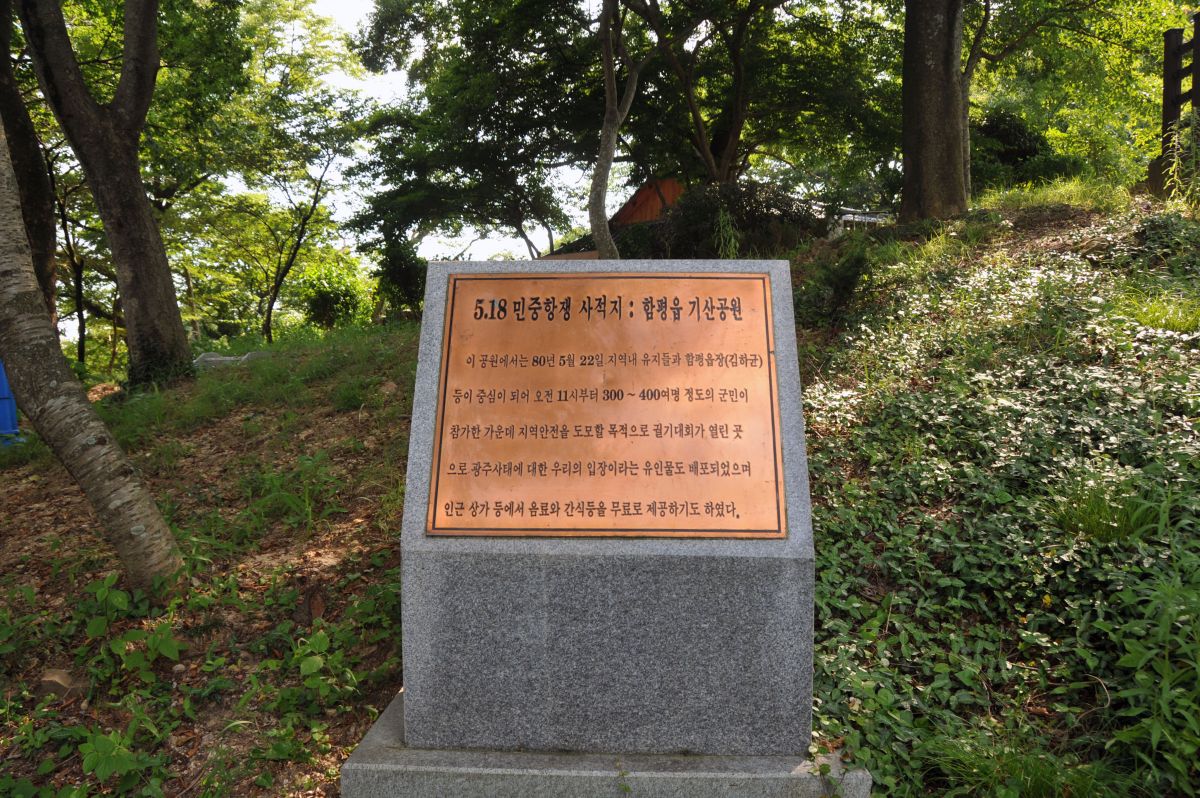 5.18 민중항쟁 사적지 : 함평읍 기산공원
이 공원에서는 80년 5월 22일 지역내 유지들과 함평읍장(김하균)
등이 중심이 되어 오전 11시부터 300 ~ 400여명 정도의 군민이
참가한 가운데 지역안전을 도모할 목적으로 궐기대회가 열린 곳
으로 광주사태에 대한 우리의 입장이라는 유인물도 배포되었으며
인근 상가 등에서 음료와 간식등을 무료로 제공하기도 하였다.